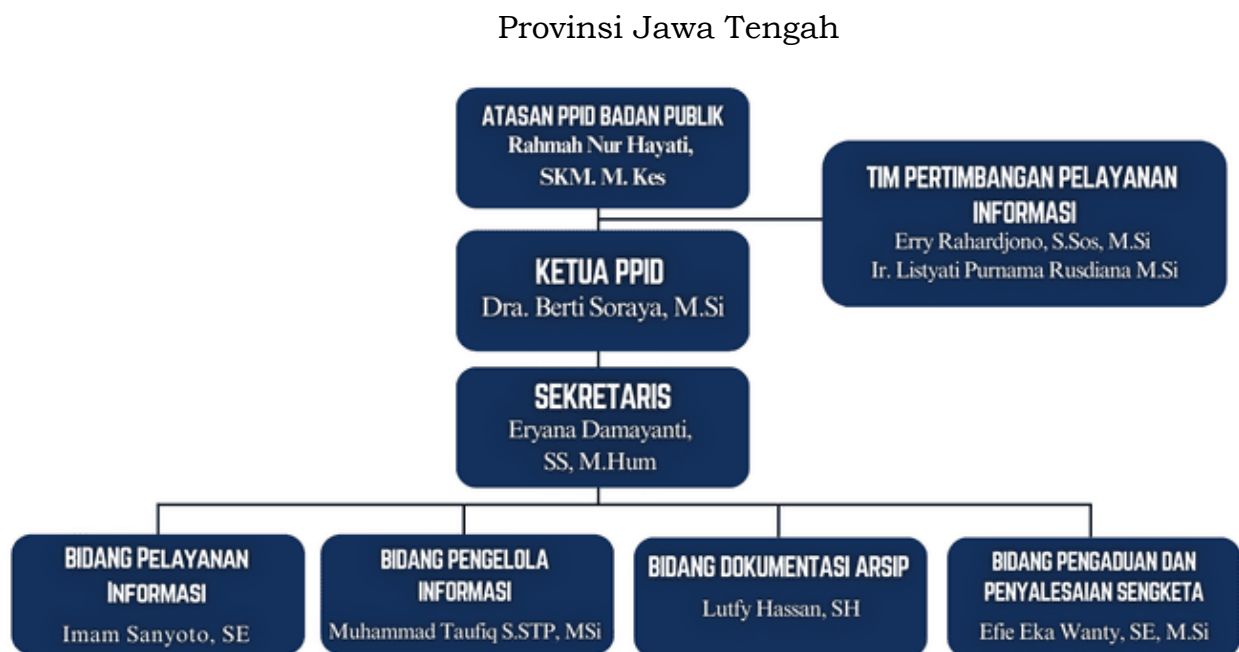 Provinsi Jawa Tengah
ATASAN PPID BADAN PUBLIK
Rahmah Nur Hayati,
SKM. M. Kes
TIM PERTIMBANGAN PELAYANAN
INFORMASI
Erry Rahardjono, S.Sos, M.Si
Ir. Listyati Purnama Rusdiana M.Si
KETUA PPID
Dra. Berti Soraya, M.Si
SEKRETARIS
Eryana Damayanti,
SS, M.Hum
BIDANG PELAYANAN
INFORMASI
Imam Sanyoto, SE
BIDANG PENGELOLA
INFORMASI
Muhammad Taufiq S.STP, MSi
BIDANG DOKUMENTASI ARSIP
Lutfy Hassan, SH
BIDANG PENGADUAN DAN
PENYALESAIAN SENGKETA
Efie Eka Wanty, SE, M.Si